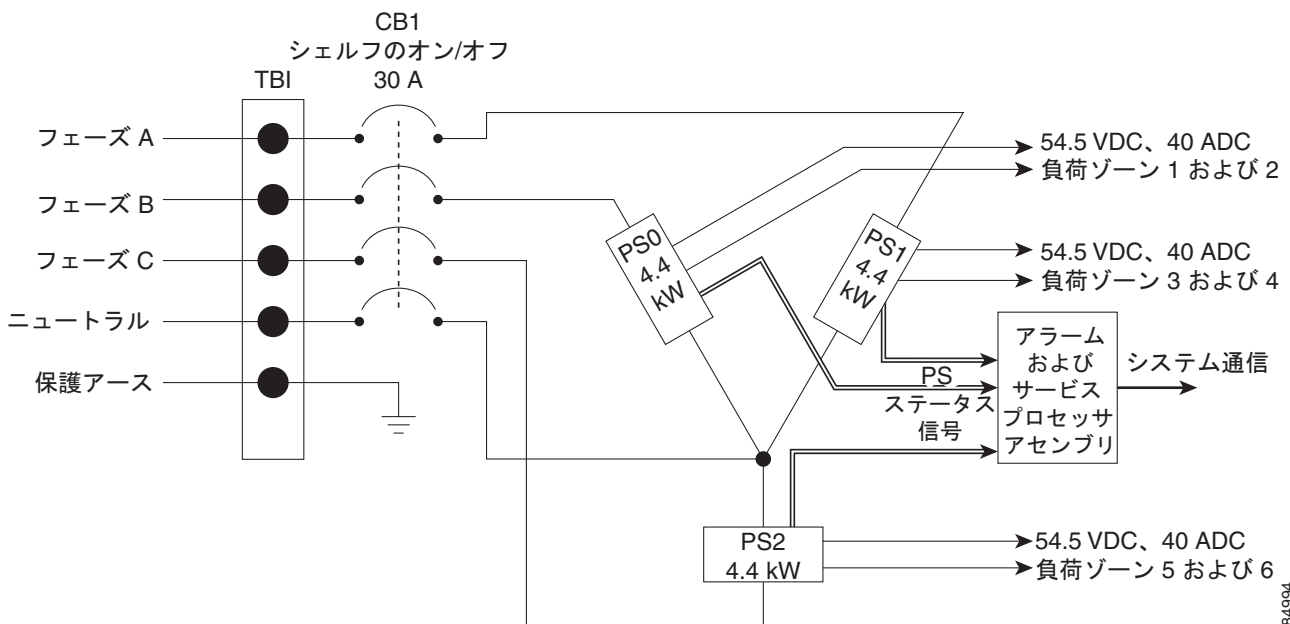 CB1
シェルフのオン/オフ
30 A
TBI
フェーズ A
フェーズ B
フェーズ C
ニュートラル
保護アース
PS0
4.4
kW
PS1
4.4
kW
54.5 VDC、40 ADC
負荷ゾーン 1 および 2
54.5 VDC、40 ADC
負荷ゾーン 3 および 4
アラーム
および
サービス
プロセッサ
アセンブリ
システム通信
PS
ステータス
信号
PS2
4.4 kW
54.5 VDC、40 ADC
負荷ゾーン 5 および 6
84994